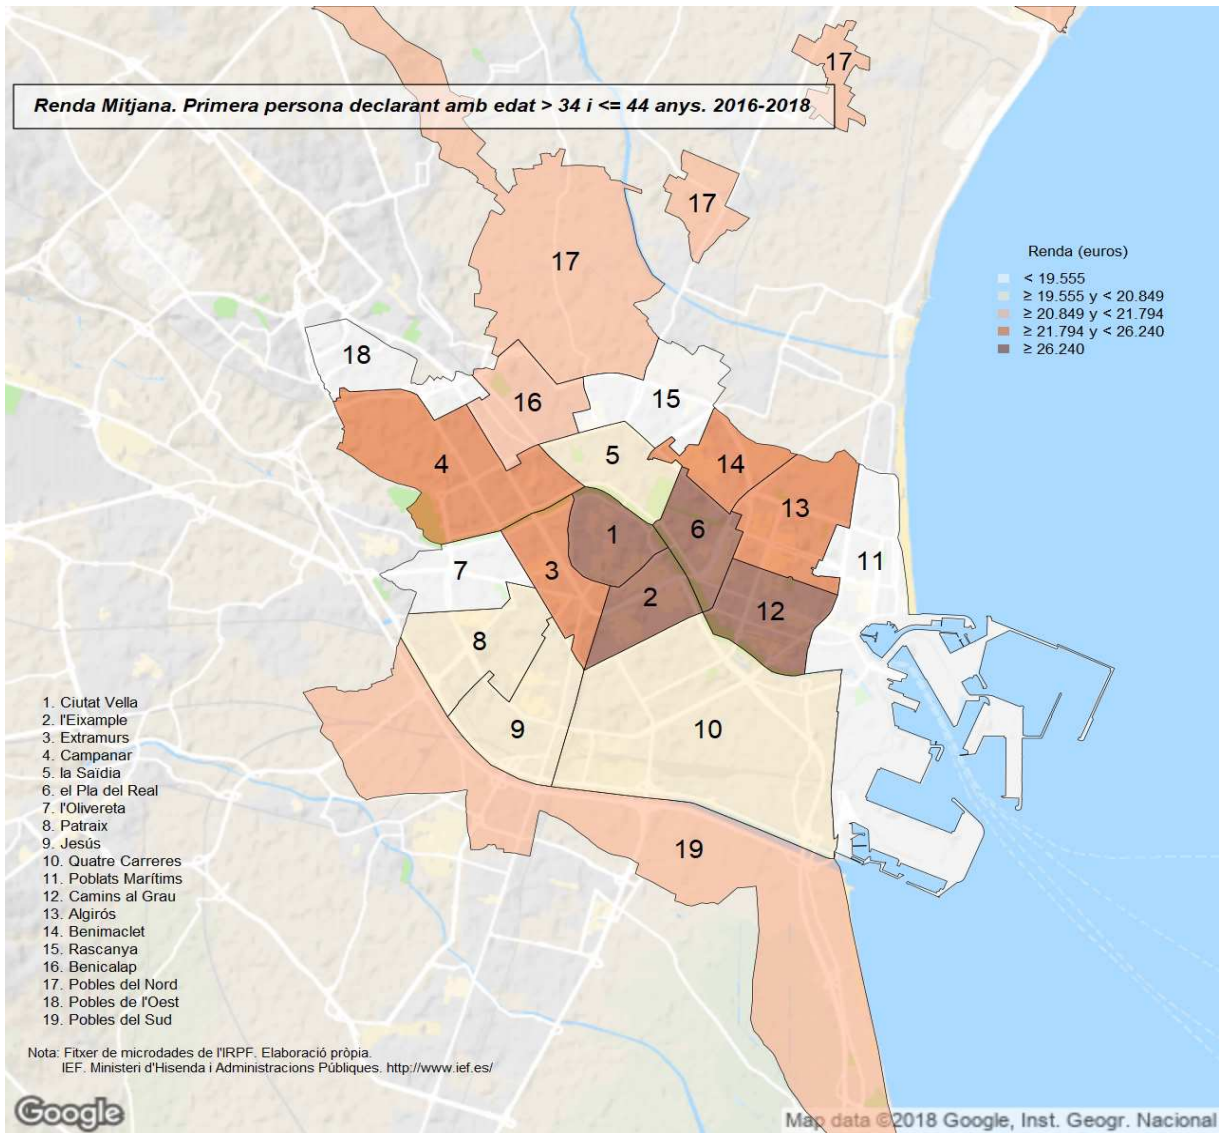 17
Renda Mitjana. Primera persona declarant amb edat > 34 i <= 44 anys. 2016-2018
17
17
Renda (euros)
< 19.555
≥ 19.555 y < 20.849
≥ 20.849 y < 21.794
≥ 21.794 y < 26.240
≥ 26.240
18
16
15
5
4
14
13
1
6
11
3
7
2
12
8
9
10
19
1. Ciutat Vella
2. l'Eixample
3. Extramurs
4. Campanar
5. la Saïdia
6. el Pla del Real
7. l'Olivereta
8. Patraix
9. Jesús
10. Quatre Carreres
11. Poblats Marítims
12. Camins al Grau
13. Algirós
14. Benimaclet
15. Rascanya
16. Benicalap
17. Pobles del Nord
18. Pobles de l'Oest
19. Pobles del Sud
Nota: Fitxer de microdades de l'IRPF. Elaboració pròpia.
IEF. Ministeri d'Hisenda i Administracions Públiques. http://www.ief.es/
Google
Map data ©2018 Google, Inst. Geogr. Nacional